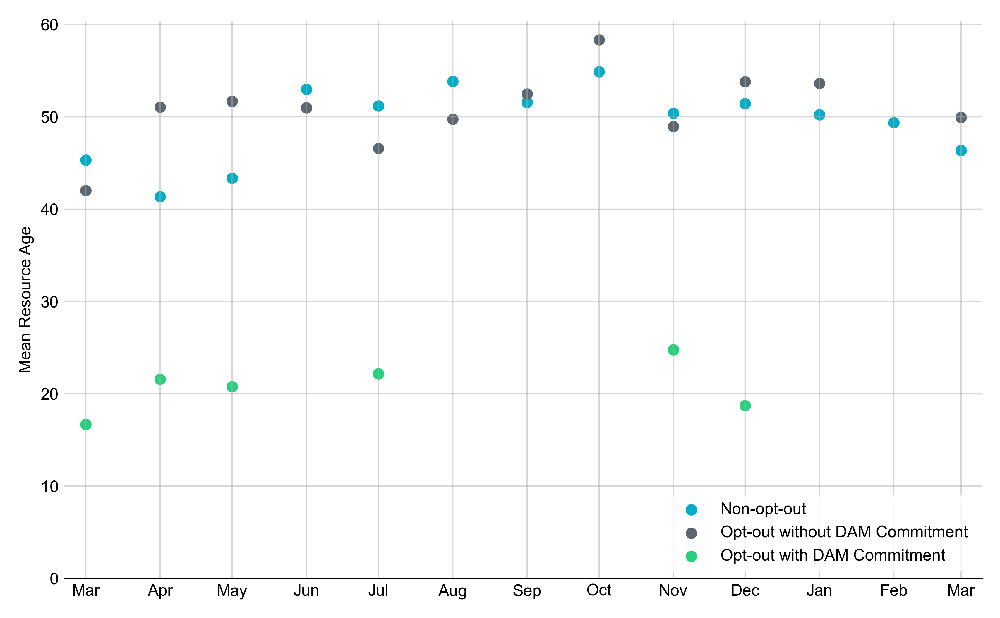 60
50
40
30
20
10
0
Mean Resource Age
Mar Apr May Jun Jul Aug Sep Oct Nov Dec Jan Feb Mar
Non-opt-out
Opt-out without DAM Commitment
Opt-out with DAM Commitment